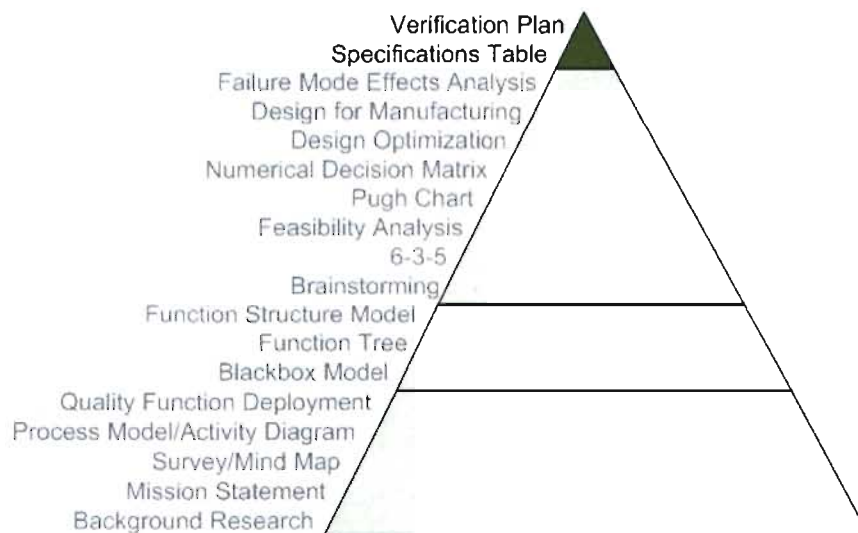 Verification Plan
Specifications Table
Failure Mode Effects Analysis
Design for Manufacturing
Design Optimization
Numerical Decision Matrix
Pugh Chart
Feasibility Analysis
6-3-5
Brainstorming
Function Structure Model
Function Tree
Blackbox Model
Quality Function Deployment
Process Model/Activity Diagram
Survey/Mind Map
Mission Statement
Background Research